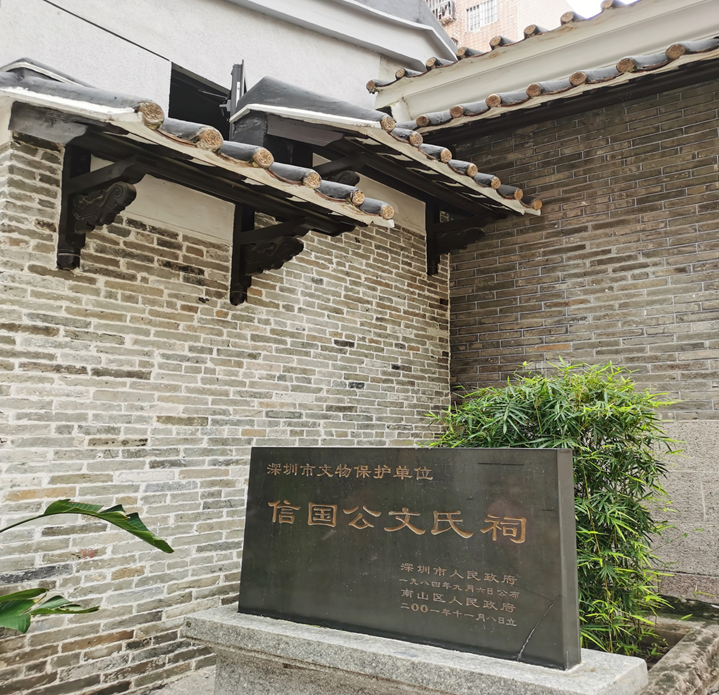 深圳市文物保护单位
信国公文氏祠
深圳市人民政府
一九八四年九月六日公布
南山区人民政府
二〇〇一年十一月八日立